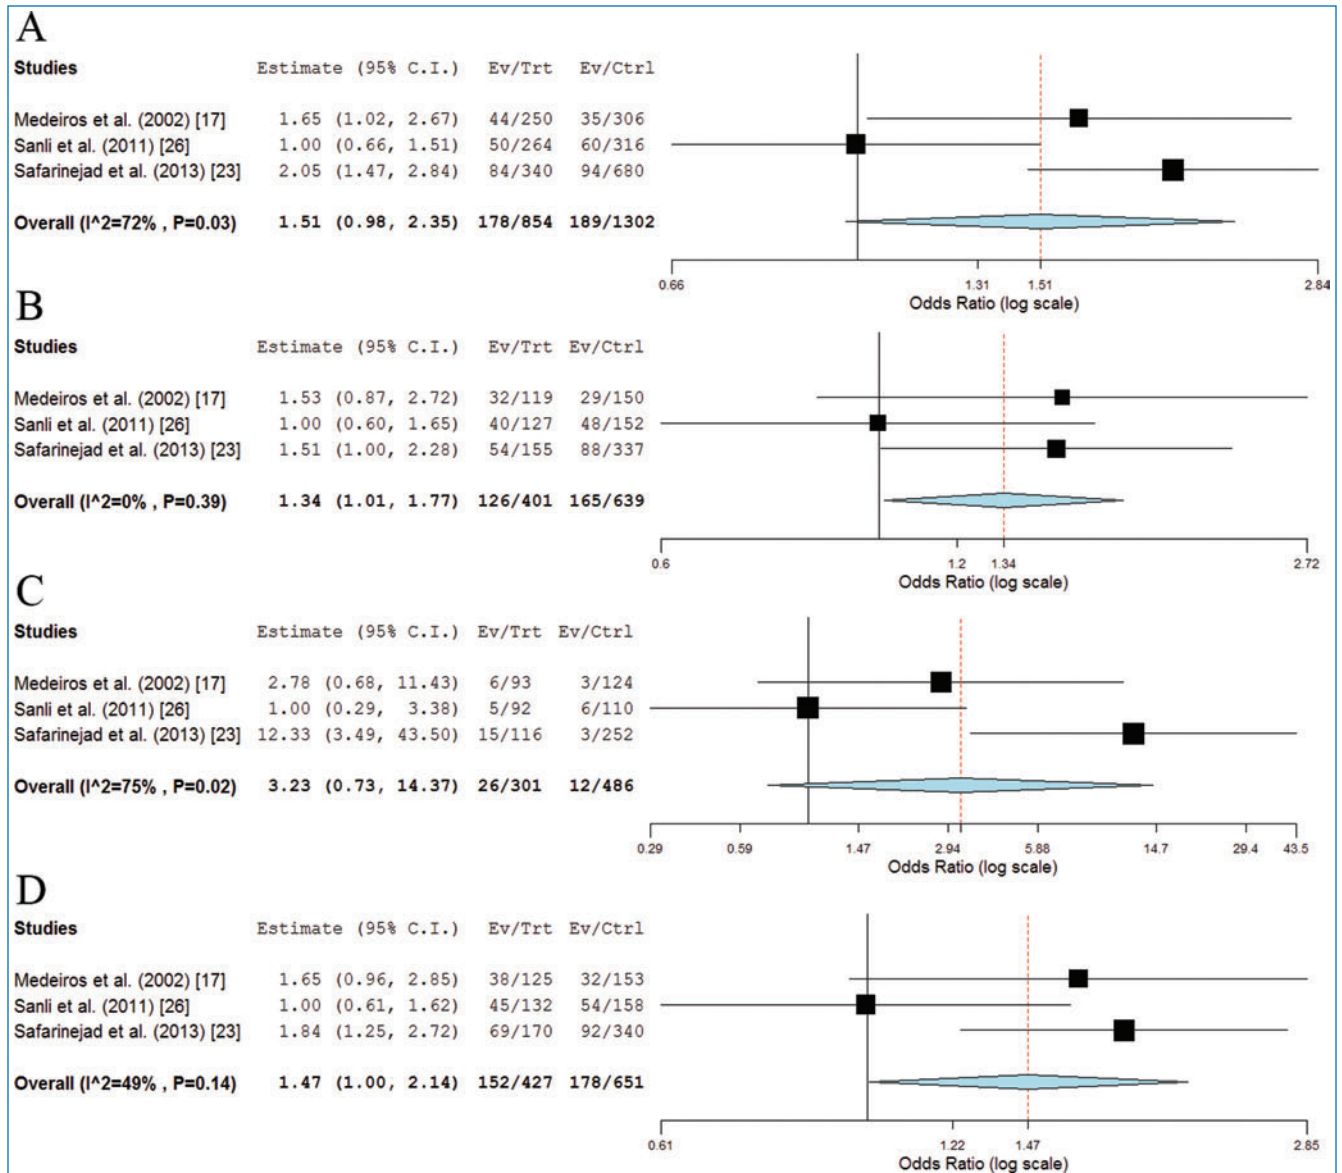 A
Studies Estimate (95% C.I.) Ev/Trt Ev/Ctrl
Medeiros et al. (2002) [17] 1.65 (1.02, 2.67) 44/250 35/306
Sanli et al. (2011) [26] 1.00 (0.66, 1.51) 50/264 60/316
Safarinejad et al. (2013) [23] 2.05 (1.47, 2.84) 84/340 94/680
Overall (I^2=72% , P=0.03) 1.51 (0.98, 2.35) 178/854 189/1302
0.66 1.31 1.51 2.84
Odds Ratio (log scale)
B
Studies Estimate (95% C.I.) Ev/Trt Ev/Ctrl
Medeiros et al. (2002) [17] 1.53 (0.87, 2.72) 32/119 29/150
Sanli et al. (2011) [26] 1.00 (0.60, 1.65) 40/127 48/152
Safarinejad et al. (2013) [23] 1.51 (1.00, 2.28) 54/155 88/337
Overall (I^2=0% , P=0.39) 1.34 (1.01, 1.77) 126/401 165/639
0.6 1.2 1.34 2.72
Odds Ratio (log scale)
C
Studies Estimate (95% C.I.) Ev/Trt Ev/Ctrl
Medeiros et al. (2002) [17] 2.78 (0.68, 11.43) 6/93 3/124
Sanli et al. (2011) [26] 1.00 (0.29, 3.38) 5/92 6/110
Safarinejad et al. (2013) [23] 12.33 (3.49, 43.50) 15/116 3/252
Overall (I^2=75% , P=0.02) 3.23 (0.73, 14.37) 26/301 12/486
0.29 0.59 1.47 2.94 5.88 14.7 29.4 43.5
Odds Ratio (log scale)
D
Studies Estimate (95% C.I.) Ev/Trt Ev/Ctrl
Medeiros et al. (2002) [17] 1.65 (0.96, 2.85) 38/125 32/153
Sanli et al. (2011) [26] 1.00 (0.61, 1.62) 45/132 54/158
Safarinejad et al. (2013) [23] 1.84 (1.25, 2.72) 69/170 92/340
Overall (I^2=49% , P=0.14) 1.47 (1.00, 2.14) 152/427 178/651
0.61 1.22 1.47 2.85
Odds Ratio (log scale)